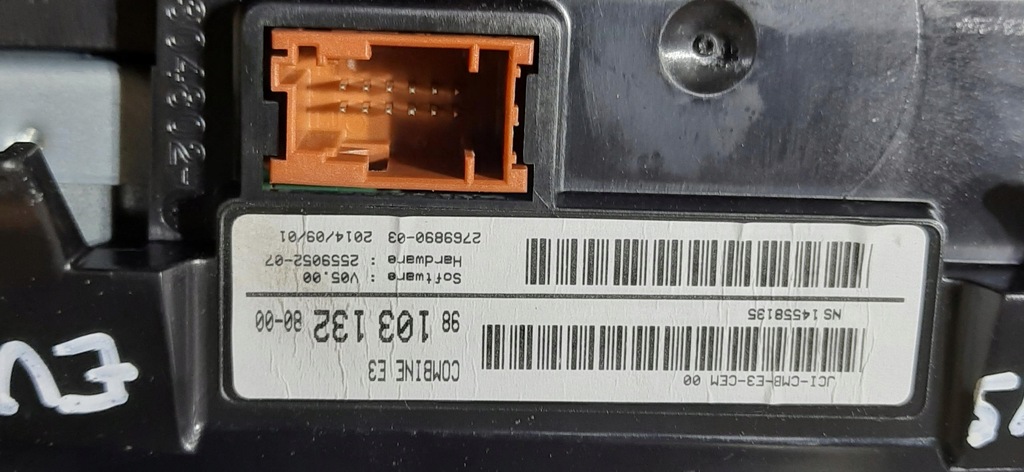 COMBINE E3
JCI-CMB-E3-CEM 00
98 103 132 80-00
NS 14558135
Software : V05.00
Hardware : 25559052-07
2769890-03 2014/09/01